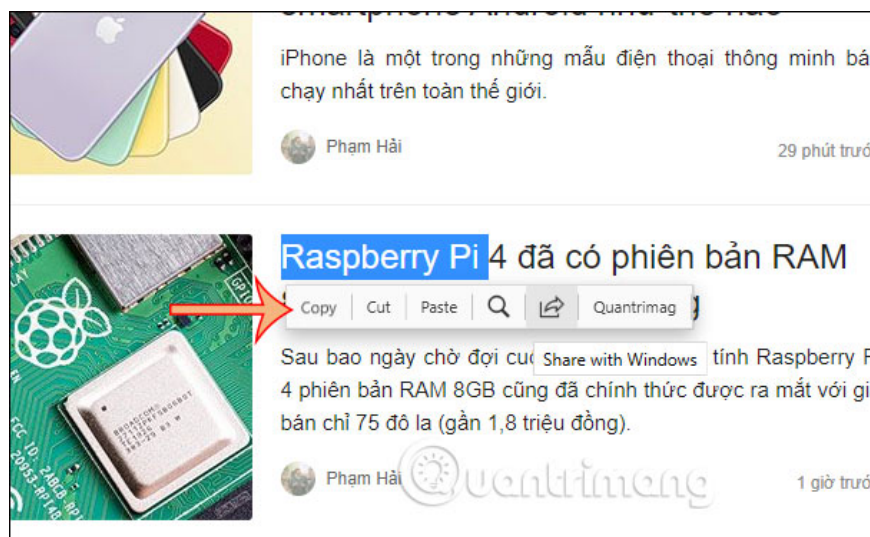 iPhone là một trong những mẫu điện thoại thông minh bá
chạy nhất trên toàn thế giới.
Phạm Hải
29 phút trướ
Raspberry Pi 4 đã có phiên bản RAM
Copy Cut Paste Quantrimag
Share with Windows
Sau bao ngày chờ đợi cuố tính Raspberry P
4 phiên bản RAM 8GB cũng đã chính thức được ra mắt với gi
bán chỉ 75 đô la (gần 1,8 triệu đồng).
Phạm Hải
1 giờ trướ
Quantrimang
BROADCOM